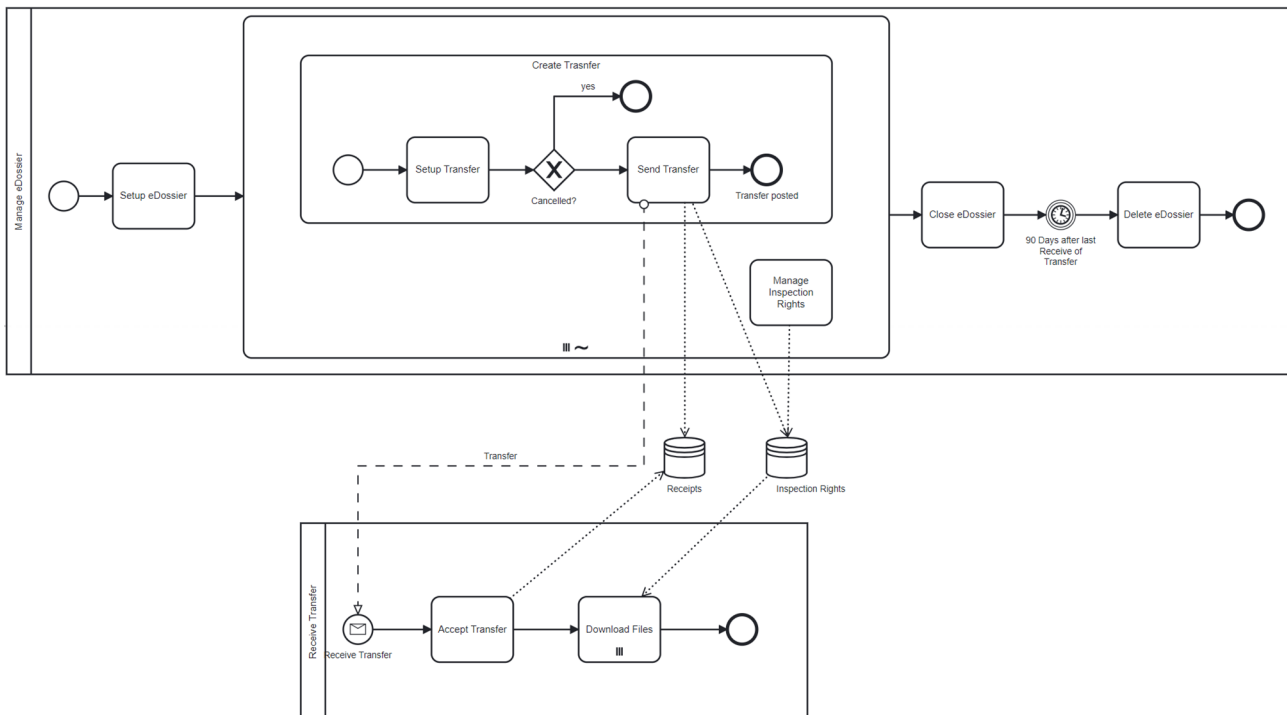 Manage eDossier
Setup eDossier
Create Trasnfer
yes
Setup Transfer
Cancelled?
Send Transfer
Transfer posted
Manage
Inspection
Rights
Close eDossier
90 Days after last
Receive of
Transfer
Delete eDossier
Transfer
Receipts
Inspection Rights
Receive Transfer
Receive Transfer
Accept Transfer
Download Files